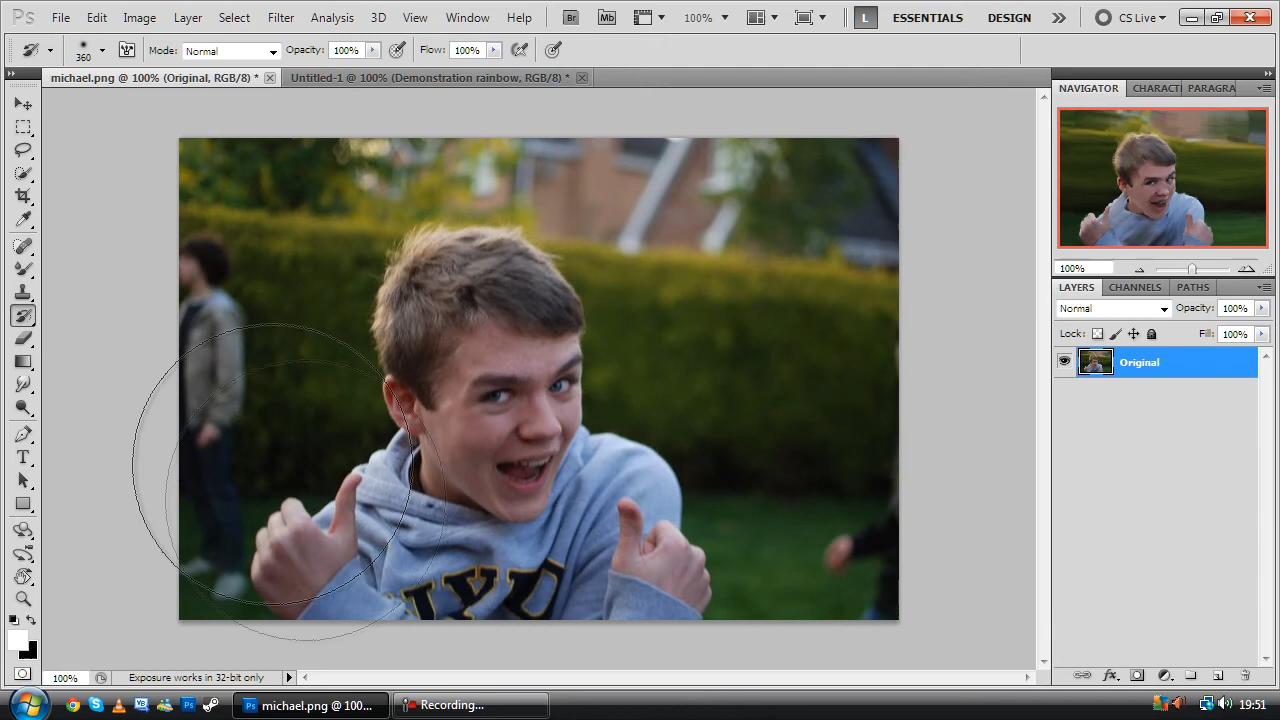 Ps File Edit Image Layer Select Filter Analysis 3D View Window Help Br Mb 100% L ESSENTIALS DESIGN CS Live
360 Mode: Normal Opacity: 100% Flow: 100%
michael.png @ 100% (Original, RGB/8) * Untitled-1 @ 100% (Demonstration rainbow, RGB/8) *
NAVIGATOR CHARACT PARAGRA
100%
LAYERS CHANNELS PATHS
Normal Opacity: 100%
Lock: Fill: 100%
Original
NYPD
100% Exposure works in 32-bit only
michael.png @ 100... Recording... 19:51